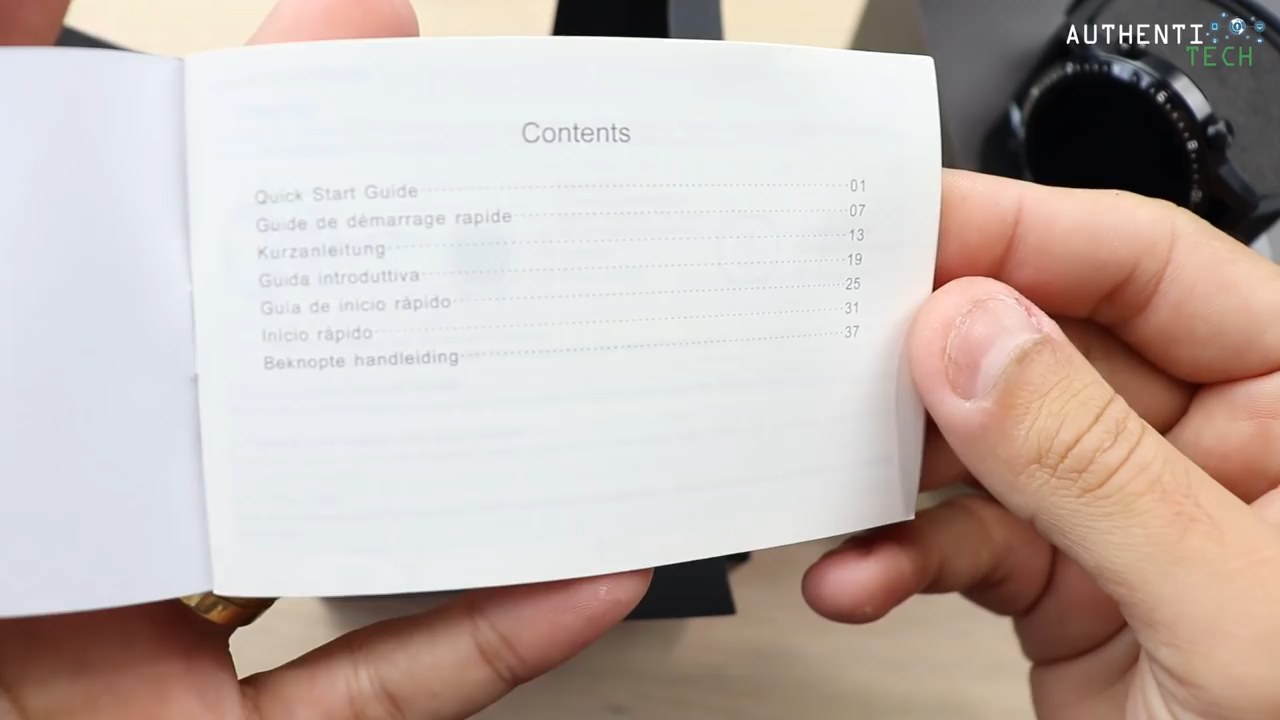 AUTHENTI
TECH
Contents
Quick Start Guide 01
Guide de démarrage rapide 07
Kurzanleitung 13
Guida introduttiva 19
Guía de inicio rápido 25
Início rápido 31
Beknopte handleiding 37